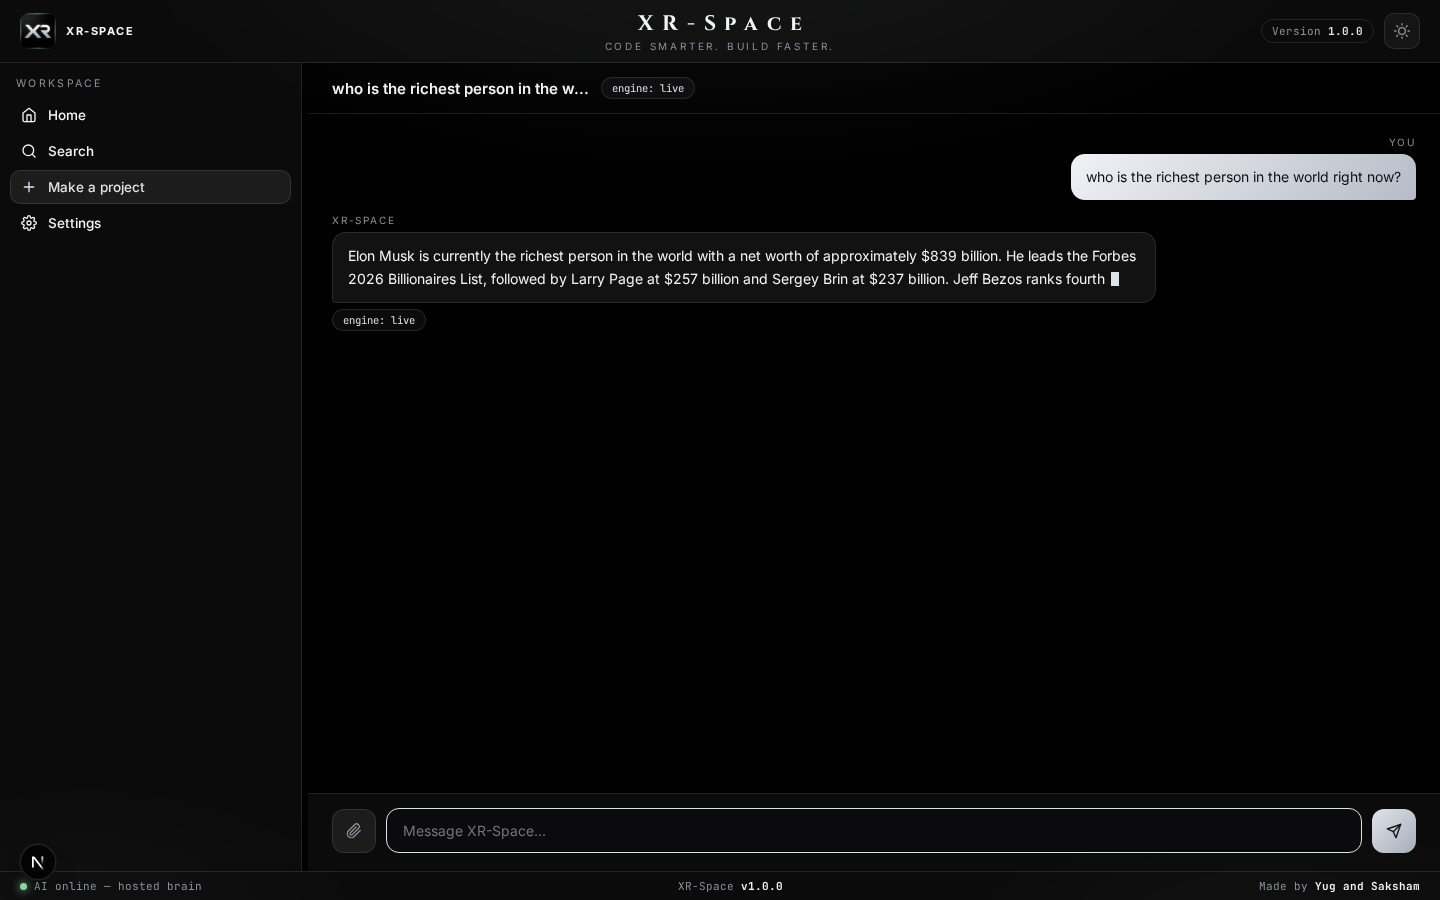 XR
XR-SPACE
XR-SPACE
CODE SMARTER. BUILD FASTER.
Version 1.0.0
WORKSPACE
Home
Search
Make a project
Settings
who is the richest person in the w...
engine: live
YOU
who is the richest person in the world right now?
XR-SPACE
Elon Musk is currently the richest person in the world with a net worth of approximately $839 billion. He leads the Forbes
2026 Billionaires List, followed by Larry Page at $257 billion and Sergey Brin at $237 billion. Jeff Bezos ranks fourth
engine: live
Message XR-Space...
N
AI online — hosted brain
XR-Space v1.0.0
Made by Yug and Saksham